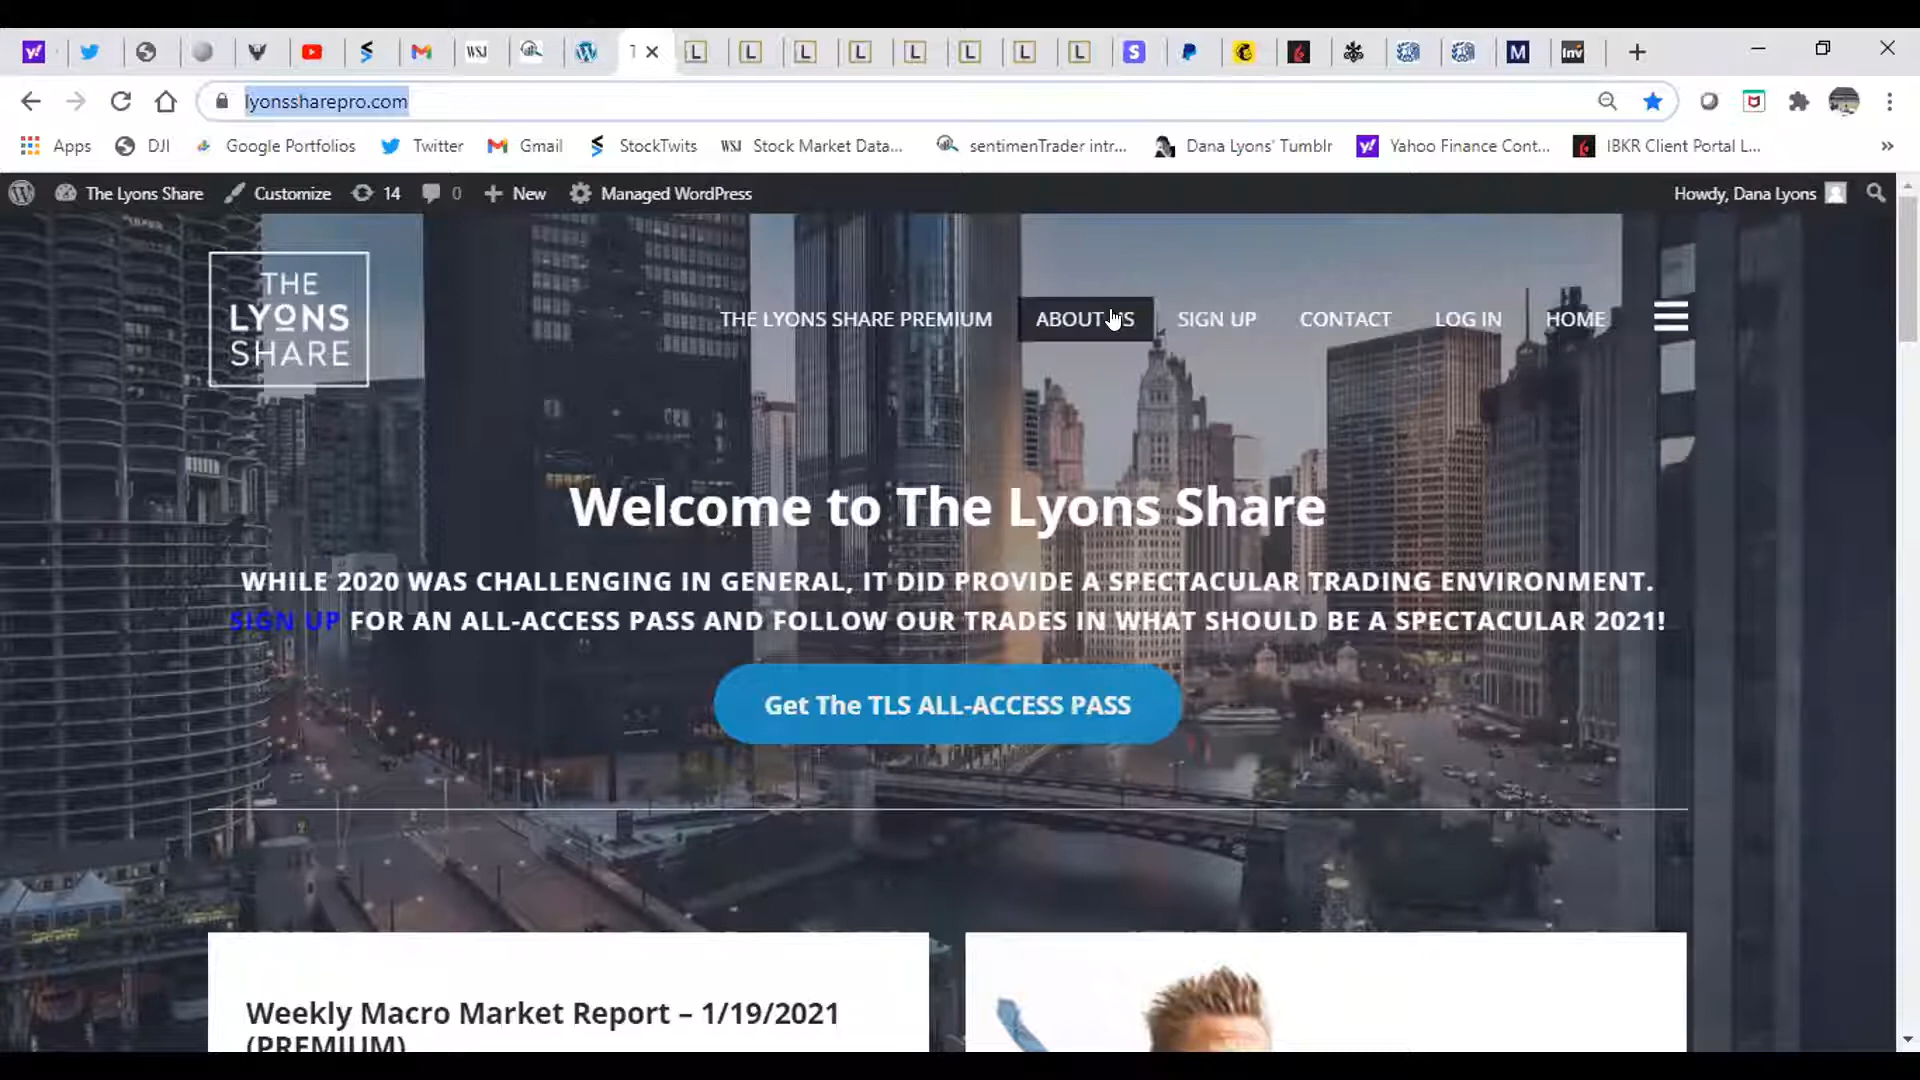 lyonssharepro.com
Apps DJI Google Portfolios Twitter Gmail StockTwits WSJ Stock Market Data... sentimenTrader intr... Dana Lyons' Tumblr Yahoo Finance Cont... IBKR Client Portal L... »
The Lyons Share Customize 14 0 New Managed WordPress Howdy, Dana Lyons
THE
LYONS
SHARE
THE LYONS SHARE PREMIUM ABOUT US SIGN UP CONTACT LOG IN HOME
Welcome to The Lyons Share
WHILE 2020 WAS CHALLENGING IN GENERAL, IT DID PROVIDE A SPECTACULAR TRADING ENVIRONMENT.
SIGN UP FOR AN ALL-ACCESS PASS AND FOLLOW OUR TRADES IN WHAT SHOULD BE A SPECTACULAR 2021!
Get The TLS ALL-ACCESS PASS
Weekly Macro Market Report – 1/19/2021
(PREMIUM)